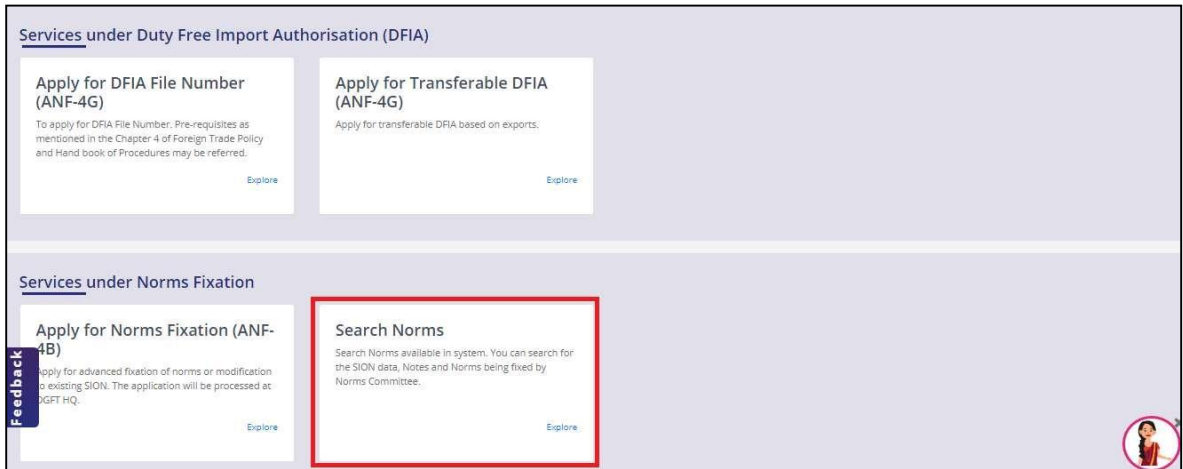 Services under Duty Free Import Authorisation (DFIA)
Apply for DFIA File Number
(ANF-4G)
To apply for DFIA File Number. Pre-requisites as
mentioned in the Chapter 4 of Foreign Trade Policy
and Hand book of Procedures may be referred.
Explore
Apply for Transferable DFIA
(ANF-4G)
Apply for transferable DFIA based on exports.
Explore
Services under Norms Fixation
Apply for Norms Fixation (ANF-
4B)
Apply for advanced fixation of norms or modification
o existing SION. The application will be processed at
DGFT HQ.
Explore
Search Norms
Search Norms available in system. You can search for
the SION data, Notes and Norms being fixed by
Norms Committee.
Explore
Feedback